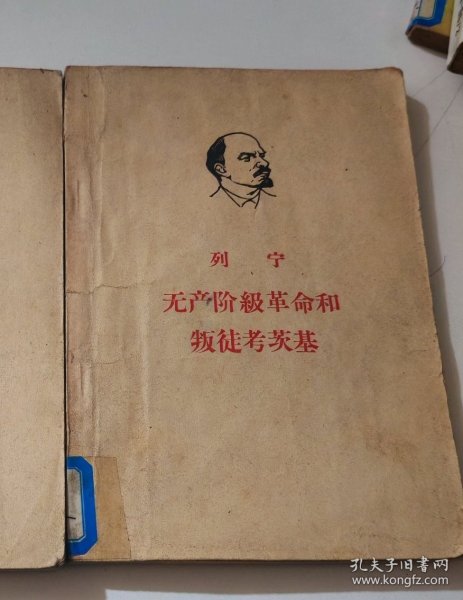 列 宁
无产阶級革命和
叛徒考茨基
孔夫子旧书网
www.kongfz.com